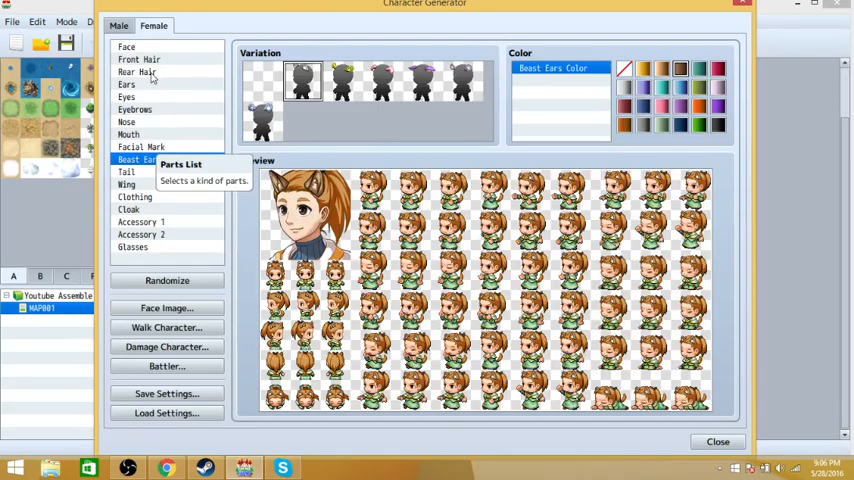 Character Generator
File Edit Mode D
Male Female
Face
Front Hair
Rear Hair
Ears
Eyes
Eyebrows
Nose
Mouth
Facial Mark
Beast Ear
Tail
Wing
Clothing
Cloak
Accessory 1
Accessory 2
Glasses
Parts List
Selects a kind of parts.
Variation
Color
Beast Ears Color
eview
Randomize
Face Image...
Walk Character...
Damage Character...
Battler...
Save Settings...
Load Settings...
Close
A B C
Youtube Assemble
MAP001
9:06 PM
5/28/2016